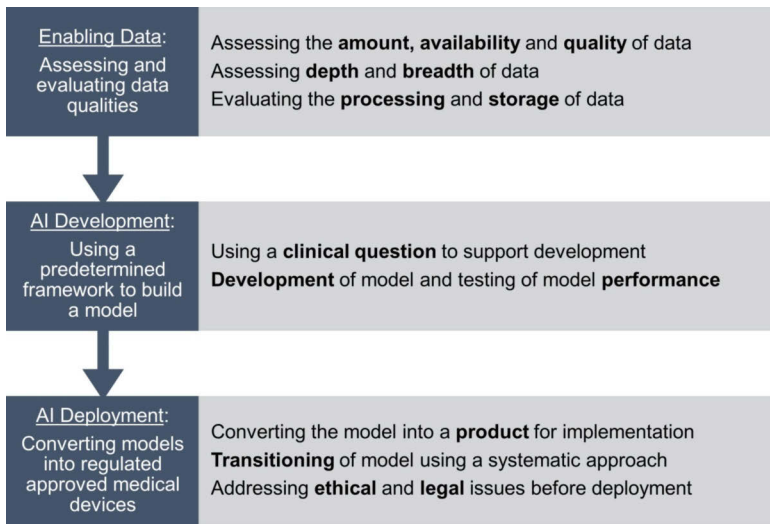 Enabling Data:
Assessing and
evaluating data
qualities
Assessing the amount, availability and quality of data
Assessing depth and breadth of data
Evaluating the processing and storage of data
AI Development:
Using a
predetermined
framework to build
a model
Using a clinical question to support development
Development of model and testing of model performance
AI Deployment:
Converting models
into regulated
approved medical
devices
Converting the model into a product for implementation
Transitioning of model using a systematic approach
Addressing ethical and legal issues before deployment